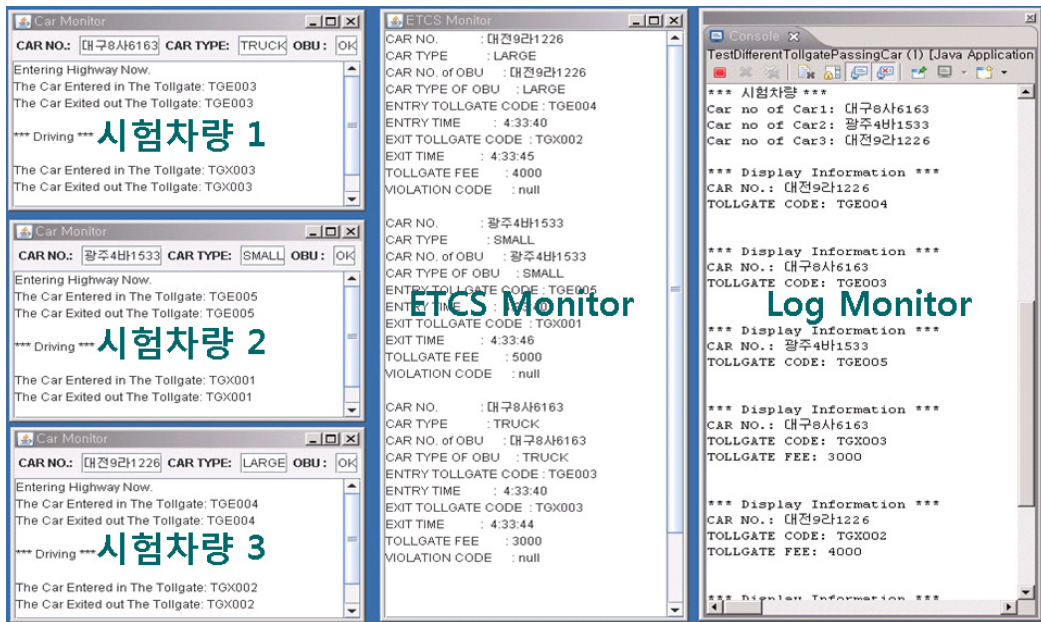 Car Monitor
CAR NO.: 대구8사6163 CAR TYPE: TRUCK OBU: OK
Entering Highway Now.
The Car Entered in The Tollgate: TGE003
The Car Exited out The Tollgate: TGE003
*** Driving ***
시험차량 1
The Car Entered in The Tollgate: TGX003
The Car Exited out The Tollgate: TGX003
Car Monitor
CAR NO.: 광주4바1533 CAR TYPE: SMALL OBU: OK
Entering Highway Now.
The Car Entered in The Tollgate: TGE005
The Car Exited out The Tollgate: TGE005
*** Driving ***
시험차량 2
The Car Entered in The Tollgate: TGX001
The Car Exited out The Tollgate: TGX001
Car Monitor
CAR NO.: 대전9라1226 CAR TYPE: LARGE OBU: OK
Entering Highway Now.
The Car Entered in The Tollgate: TGE004
The Car Exited out The Tollgate: TGE004
*** Driving ***
시험차량 3
The Car Entered in The Tollgate: TGX002
The Car Exited out The Tollgate: TGX002
ETCS Monitor
CAR NO. : 대전9라1226
CAR TYPE : LARGE
CAR NO. of OBU : 대전9라1226
CAR TYPE OF OBU : LARGE
ENTRY TOLLGATE CODE : TGE004
ENTRY TIME : 4:33:40
EXIT TOLLGATE CODE : TGX002
EXIT TIME : 4:33:45
TOLLGATE FEE : 4000
VIOLATION CODE : null
CAR NO. : 광주4바1533
CAR TYPE : SMALL
CAR NO. of OBU : 광주4바1533
CAR TYPE OF OBU : SMALL
ENTRY TOLLGATE CODE : TGE005
ENTRY TIME : 4:33:40
ETCS Monitor
EXIT TOLLGATE CODE : TGX001
EXIT TIME : 4:33:46
TOLLGATE FEE : 5000
VIOLATION CODE : null
CAR NO. : 대구8사6163
CAR TYPE : TRUCK
CAR NO. of OBU : 대구8사6163
CAR TYPE OF OBU : TRUCK
ENTRY TOLLGATE CODE : TGE003
ENTRY TIME : 4:33:40
EXIT TOLLGATE CODE : TGX003
EXIT TIME : 4:33:44
TOLLGATE FEE : 3000
VIOLATION CODE : null
Console
TestDifferentTollgatePassingCar (1) [Java Application
*** 시험차량 ***
Car no of Car1: 대구8사6163
Car no of Car2: 광주4바1533
Car no of Car3: 대전9라1226
*** Display Information ***
CAR NO.: 대전9라1226
TOLLGATE CODE: TGE004
*** Display Information ***
CAR NO.: 대구8사6163
TOLLGATE CODE: TGE003
Log Monitor
*** Display Information ***
CAR NO.: 광주4바1533
TOLLGATE CODE: TGE005
*** Display Information ***
CAR NO.: 대구8사6163
TOLLGATE CODE: TGX003
TOLLGATE FEE: 3000
*** Display Information ***
CAR NO.: 대전9라1226
TOLLGATE CODE: TGX002
TOLLGATE FEE: 4000
*** Display Information ***